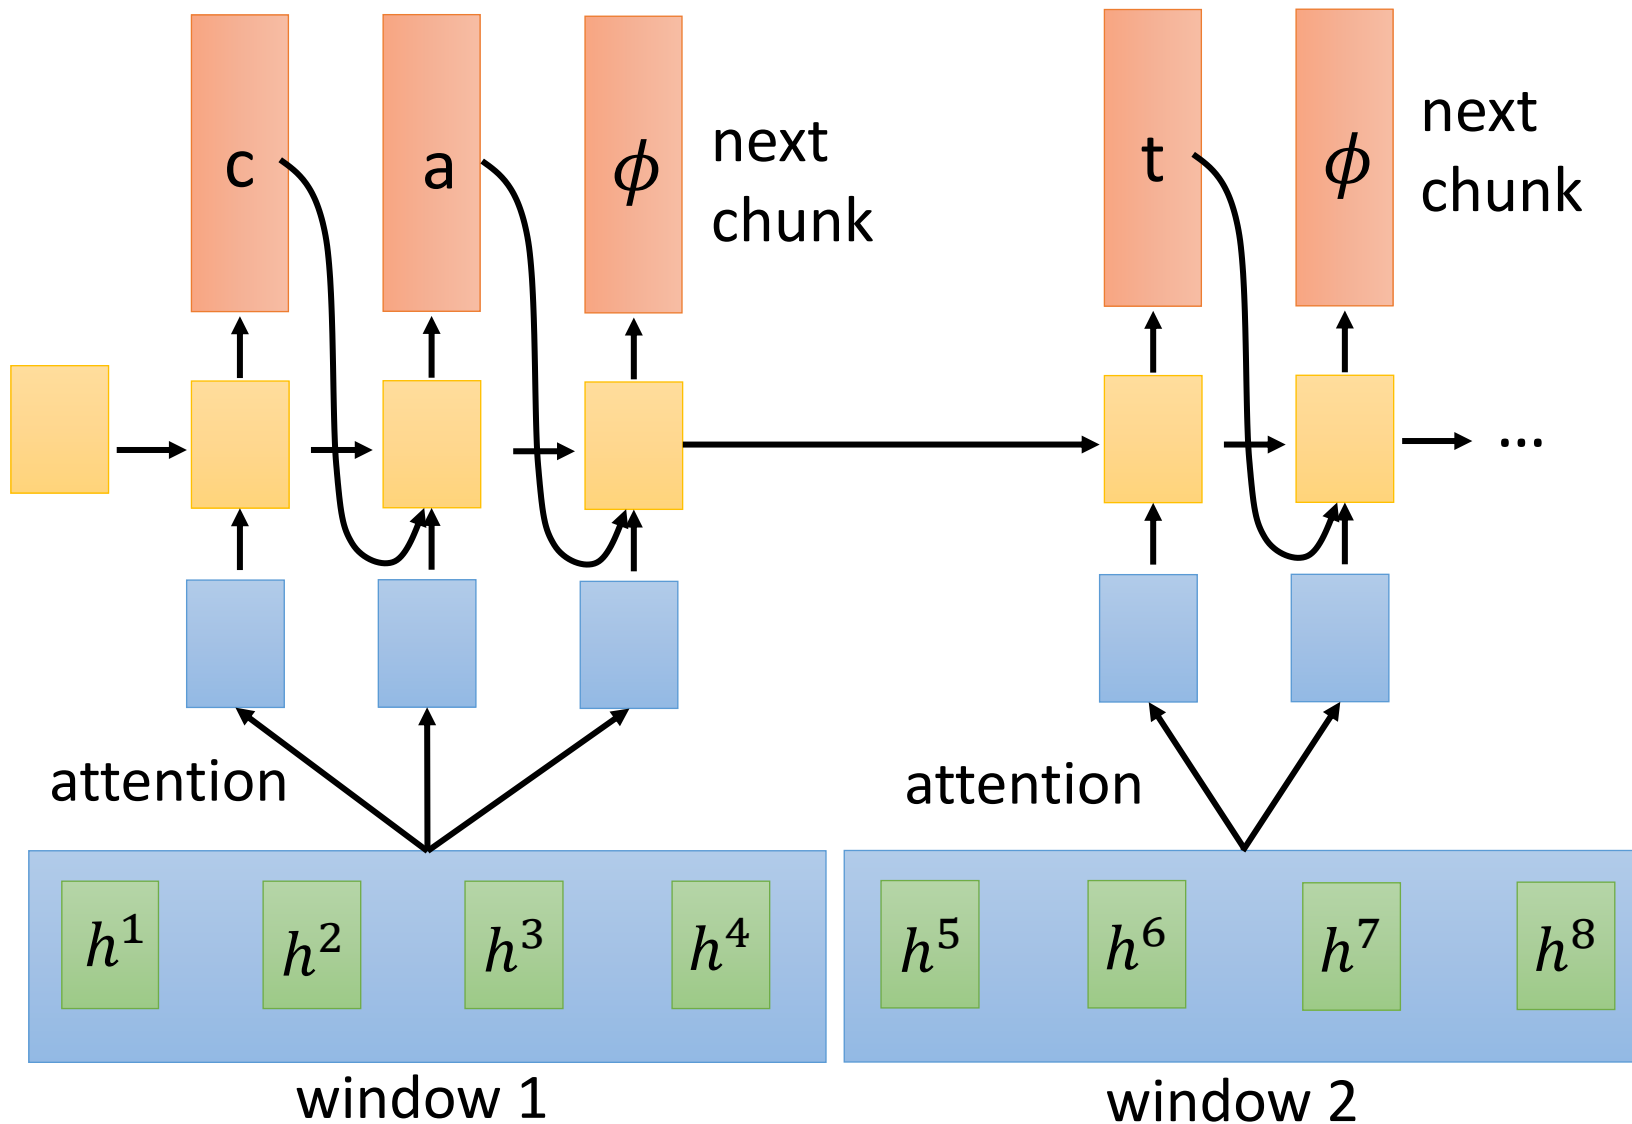 c a ϕ next chunk t ϕ next chunk
...
attention attention
h¹ h² h³ h⁴ h⁵ h⁶ h⁷ h⁸
window 1 window 2